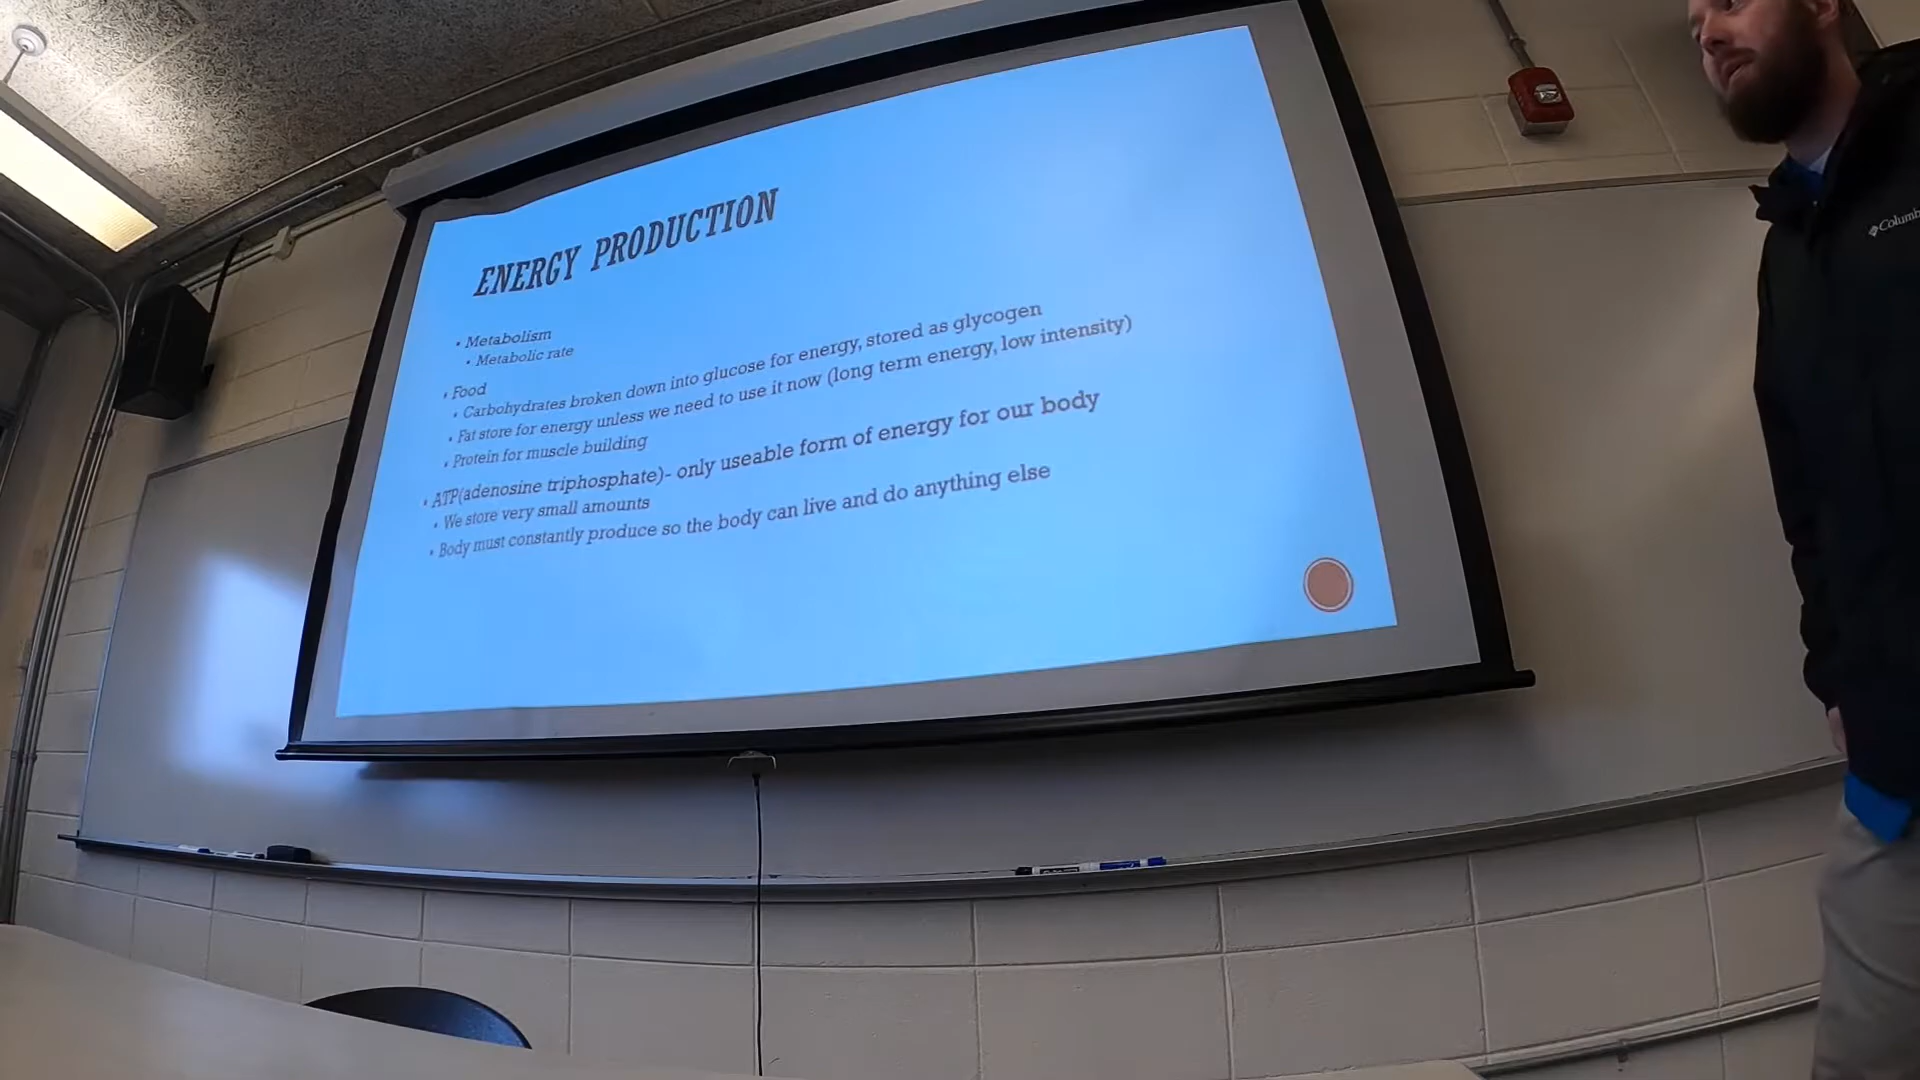 ENERGY PRODUCTION
• Metabolism
• Metabolic rate
• Food
• Carbohydrates broken down into glucose for energy, stored as glycogen
• Fat store for energy unless we need to use it now (long term energy, low intensity)
• Protein for muscle building
• ATP(adenosine triphosphate)- only useable form of energy for our body
• We store very small amounts
• Body must constantly produce so the body can live and do anything else
Columb